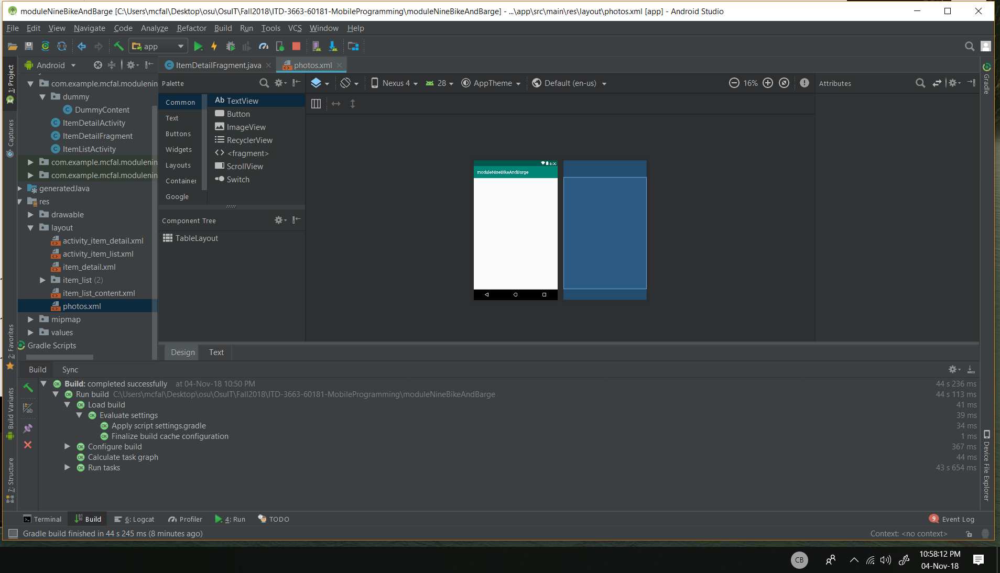 moduleNineBikeAndBarge [C:\Users\mcfal\Desktop\osu\OsuIT\Fall2018\ITD-3663-60181-MobileProgramming\moduleNineBikeAndBarge] - ...\app\src\main\res\layout\photos.xml [app] - Android Studio
File Edit View Navigate Code Analyze Refactor Build Run Tools VCS Window Help
app
1: Project
Captures
2: Favorites
Build Variants
7: Structure
Android
com.example.mcfal.modulenin
dummy
DummyContent
ItemDetailActivity
ItemDetailFragment
ItemListActivity
com.example.mcfal.modulenin
com.example.mcfal.modulenin
generatedJava
res
drawable
layout
activity_item_detail.xml
activity_item_list.xml
item_detail.xml
item_list (2)
item_list_content.xml
photos.xml
mipmap
values
Gradle Scripts
ItemDetailFragment.java
photos.xml
Palette
Common
Text
Buttons
Widgets
Layouts
Container
Google
Ab TextView
Button
ImageView
RecyclerView
<fragment>
ScrollView
Switch
Component Tree
TableLayout
Nexus 4 28 AppTheme Default (en-us) 16%
8:00
moduleNineBikeAndBarge
Attributes
Gradle
Device File Explorer
Design Text
Build Sync
Build: completed successfully at 04-Nov-18 10:50 PM 44 s 236 ms
Run build C:\Users\mcfal\Desktop\osu\OsuIT\Fall2018\ITD-3663-60181-MobileProgramming\moduleNineBikeAndBarge 44 s 113 ms
Load build 41 ms
Evaluate settings 39 ms
Apply script settings.gradle 34 ms
Finalize build cache configuration 1 ms
Configure build 367 ms
Calculate task graph 44 ms
Run tasks 43 s 654 ms
Terminal Build 6: Logcat Profiler 4: Run TODO 9 Event Log
Gradle build finished in 44 s 245 ms (8 minutes ago) Context: <no context>
CB
10:58:12 PM
04-Nov-18